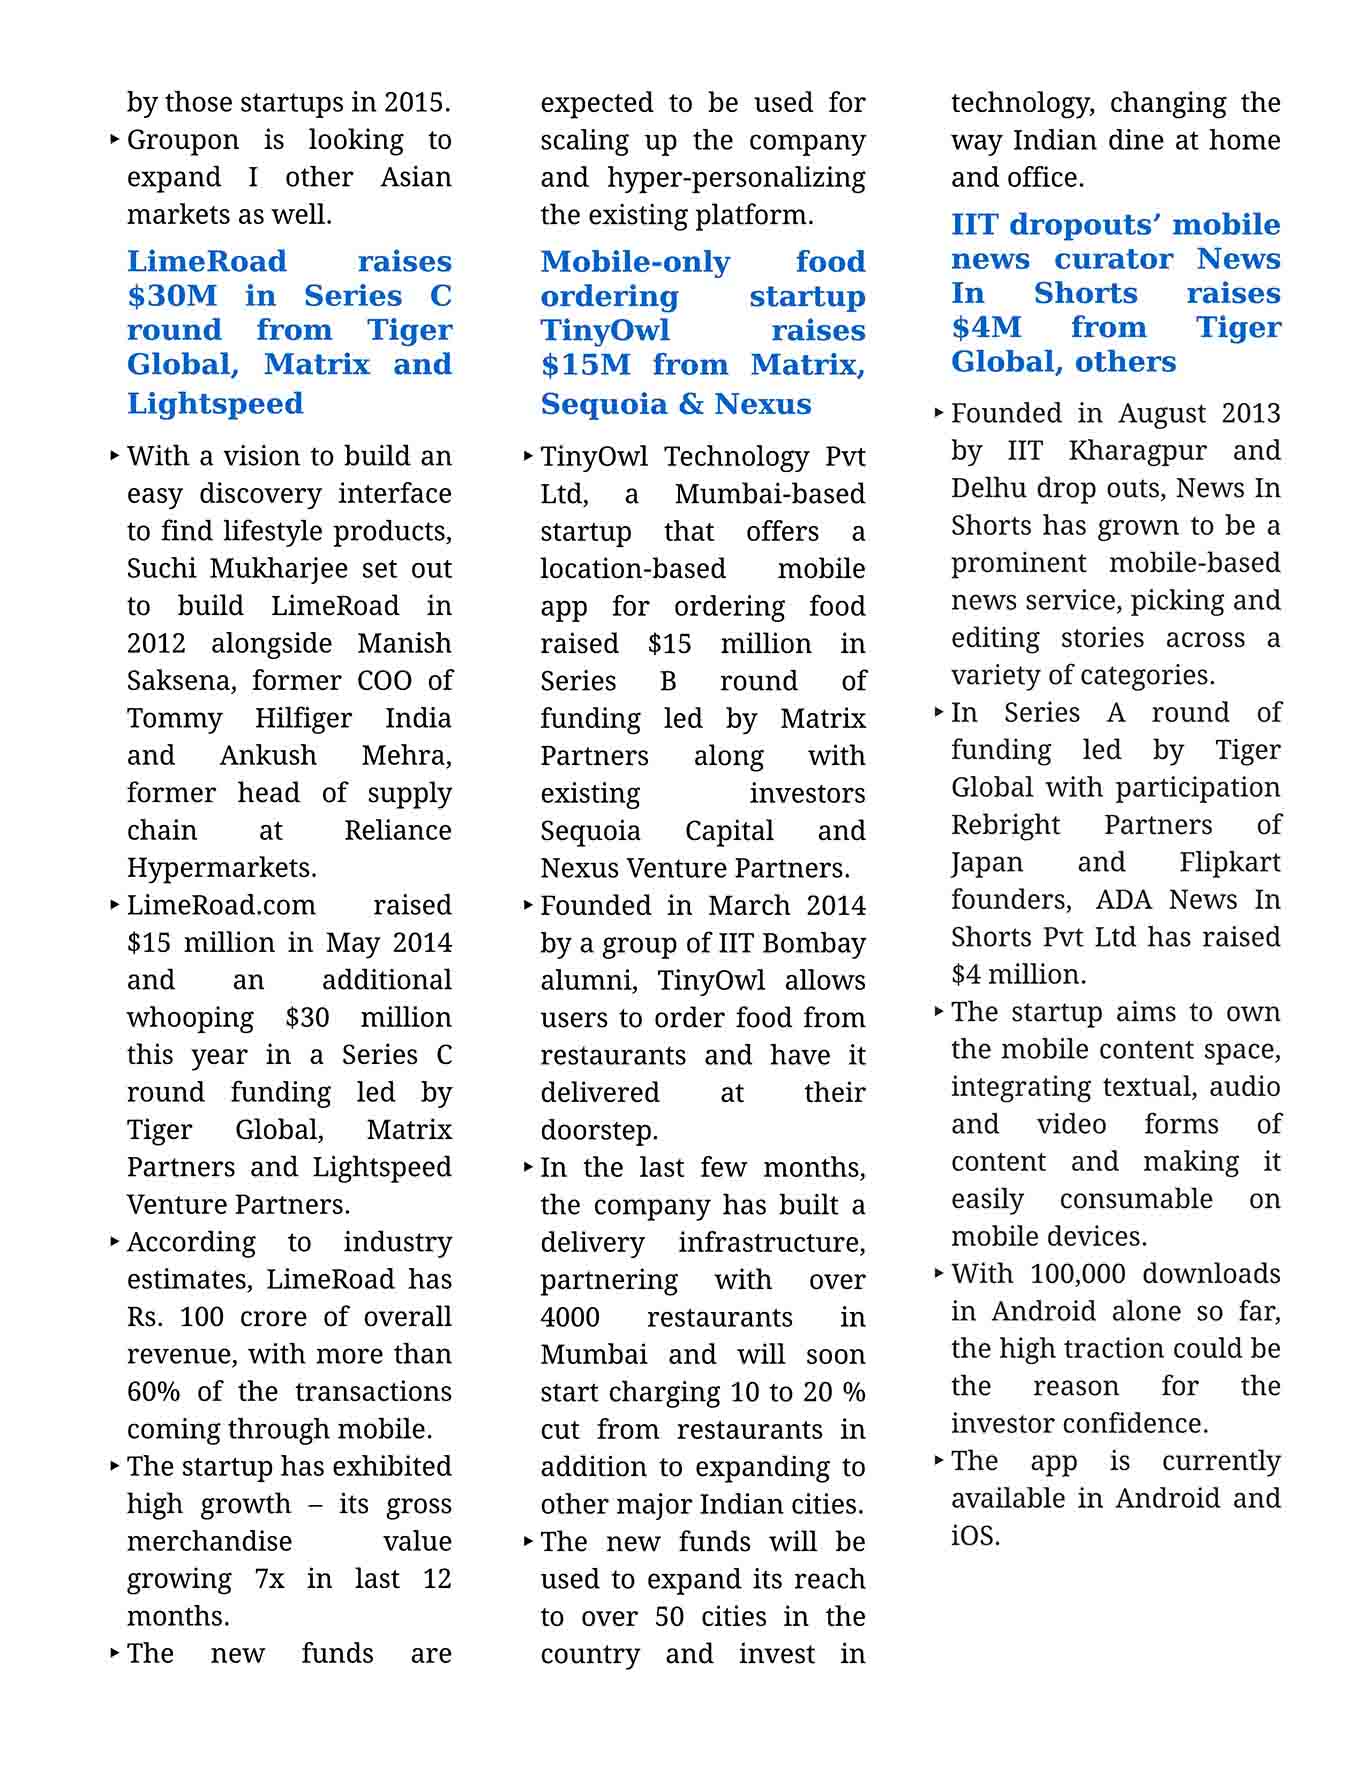 by those startups in 2015.
‣ Groupon is looking to
expand I other Asian
markets as well.
LimeRoad raises
$30M in Series C
round from Tiger
Global, Matrix and
Lightspeed
‣ With a vision to build an
easy discovery interface
to find lifestyle products,
Suchi Mukharjee set out
to build LimeRoad in
2012 alongside Manish
Saksena, former COO of
Tommy Hilfiger India
and Ankush Mehra,
former head of supply
chain at Reliance
Hypermarkets.
‣ LimeRoad.com raised
$15 million in May 2014
and an additional
whooping $30 million
this year in a Series C
round funding led by
Tiger Global, Matrix
Partners and Lightspeed
Venture Partners.
‣ According to industry
estimates, LimeRoad has
Rs. 100 crore of overall
revenue, with more than
60% of the transactions
coming through mobile.
‣ The startup has exhibited
high growth – its gross
merchandise value
growing 7x in last 12
months.
‣ The new funds are
expected to be used for
scaling up the company
and hyper-personalizing
the existing platform.
Mobile-only food
ordering startup
TinyOwl raises
$15M from Matrix,
Sequoia & Nexus
‣ TinyOwl Technology Pvt
Ltd, a Mumbai-based
startup that offers a
location-based mobile
app for ordering food
raised $15 million in
Series B round of
funding led by Matrix
Partners along with
existing investors
Sequoia Capital and
Nexus Venture Partners.
‣ Founded in March 2014
by a group of IIT Bombay
alumni, TinyOwl allows
users to order food from
restaurants and have it
delivered at their
doorstep.
‣ In the last few months,
the company has built a
delivery infrastructure,
partnering with over
4000 restaurants in
Mumbai and will soon
start charging 10 to 20 %
cut from restaurants in
addition to expanding to
other major Indian cities.
‣ The new funds will be
used to expand its reach
to over 50 cities in the
country and invest in
technology, changing the
way Indian dine at home
and office.
IIT dropouts’ mobile
news curator News
In Shorts raises
$4M from Tiger
Global, others
‣ Founded in August 2013
by IIT Kharagpur and
Delhu drop outs, News In
Shorts has grown to be a
prominent mobile-based
news service, picking and
editing stories across a
variety of categories.
‣ In Series A round of
funding led by Tiger
Global with participation
Rebright Partners of
Japan and Flipkart
founders, ADA News In
Shorts Pvt Ltd has raised
$4 million.
‣ The startup aims to own
the mobile content space,
integrating textual, audio
and video forms of
content and making it
easily consumable on
mobile devices.
‣ With 100,000 downloads
in Android alone so far,
the high traction could be
the reason for the
investor confidence.
‣ The app is currently
available in Android and
iOS.